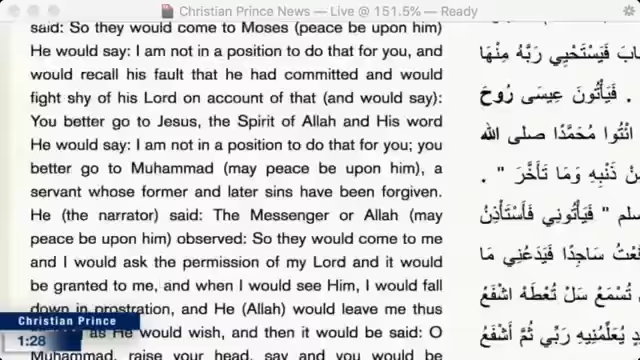 Christian Prince News — Live @ 151.5% — Ready
said: So they would come to Moses (peace be upon him)
He would say: I am not in a position to do that for you, and
would recall his fault that he had committed and would
fight shy of his Lord on account of that (and would say):
You better go to Jesus, the Spirit of Allah and His word
He would say: I am not in a position to do that for you; you
better go to Muhammad (may peace be upon him), a
servant whose former and later sins have been forgiven.
He (the narrator) said: The Messenger or Allah (may
peace be upon him) observed: So they would come to me
and I would ask the permission of my Lord and it would
be granted to me, and when I would see Him, I would fall
down in prostration, and He (Allah) would leave me thus
as He would wish, and then it would be said: O
Muhammad, raise your head, say and you would be
فَيَسْتَحْيِي رَبَّهُ مِنْهَا
. فَيَأْتُونَ عِيسَى رُوحَ
ائْتُوا مُحَمَّدًا صلى الله
ذَنْبِهِ وَمَا تَأَخَّرَ " .
" فَيَأْتُونِي فَأَسْتَأْذِنُ
سَاجِدًا فَيَدَعُنِي مَا
تُسْمَعْ سَلْ تُعْطَهْ اشْفَعْ
يُعَلِّمُنِيهِ رَبِّي ثُمَّ أَشْفَعُ
Christian Prince
1:28